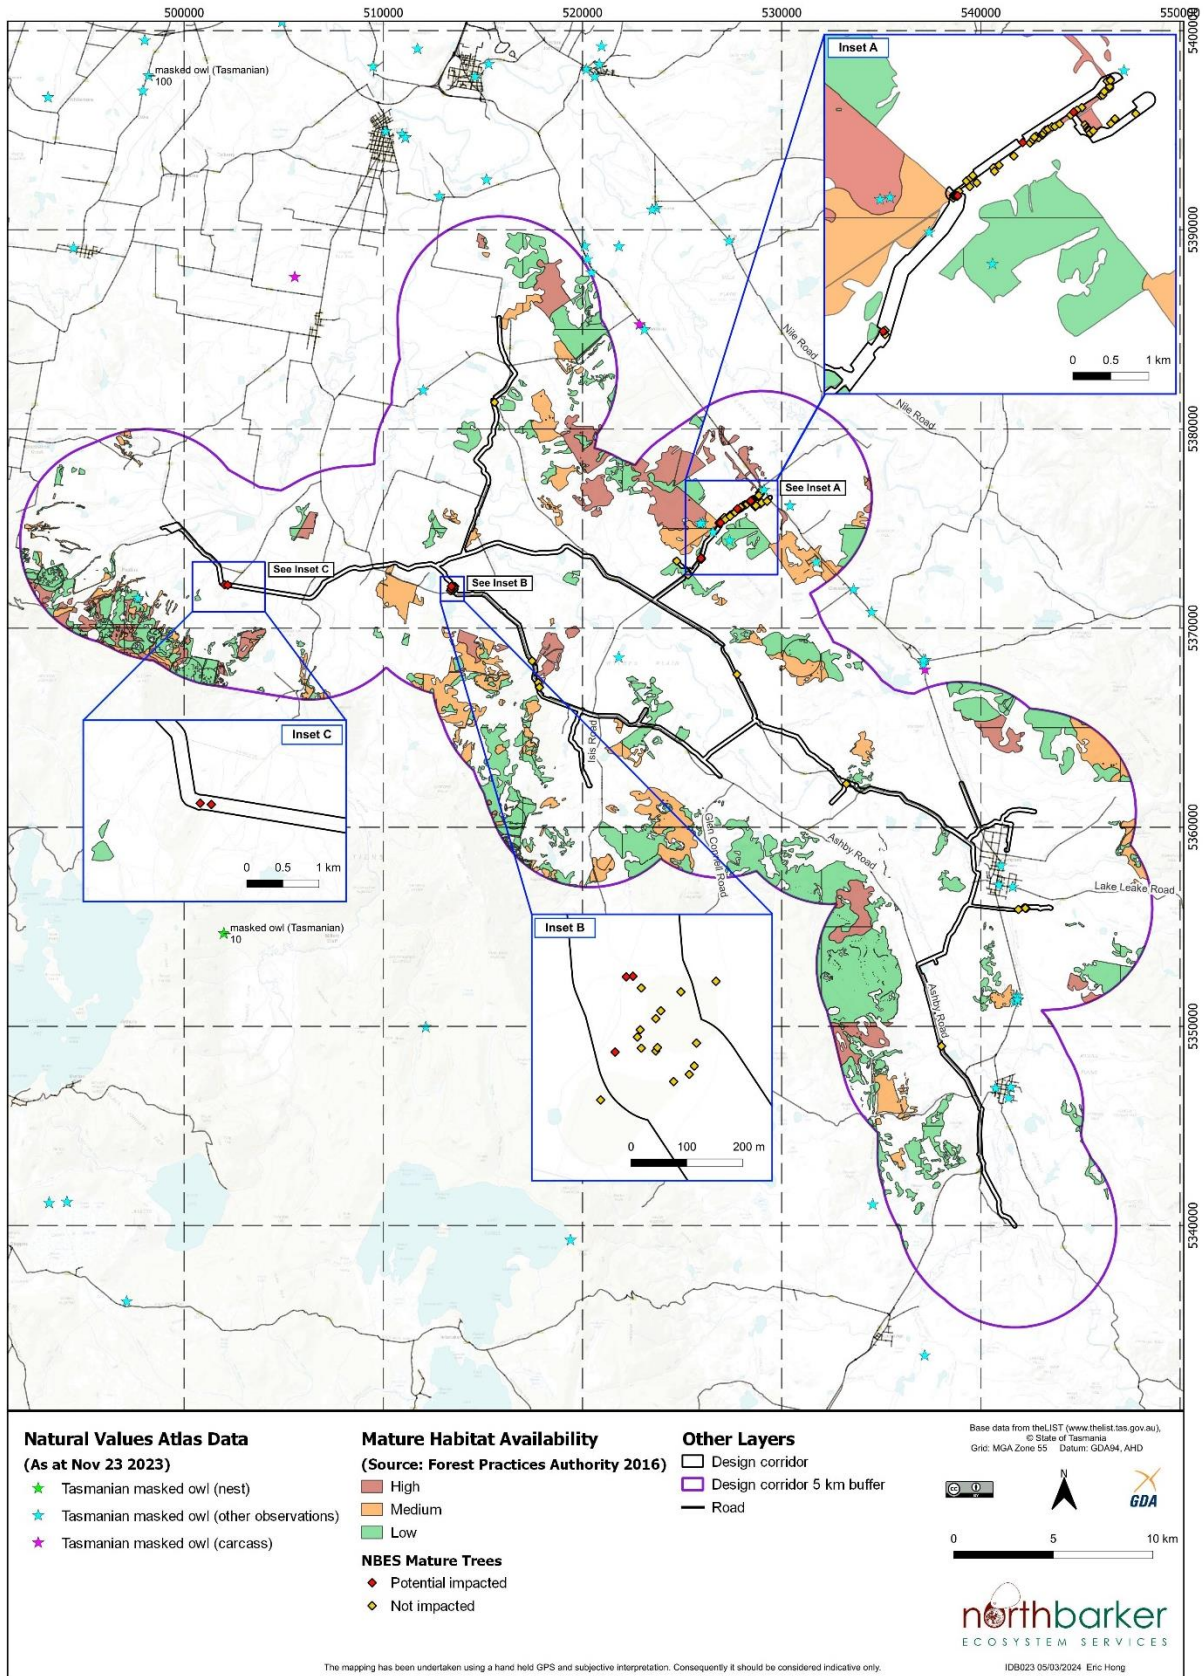 500000
510000
520000
530000
540000
550000
5400000
5390000
5380000
5370000
5360000
5350000
5340000
masked owl (Tasmanian)
100
Inset A
0 0.5 1 km
Nile Road
Nile Road
See Inset A
See Inset C
See Inset B
Inset C
0 0.5 1 km
Isis Road
Glen Connell Road
Ashby Road
Lake Leake Road
masked owl (Tasmanian)
10
Inset B
0 100 200 m
Ashby Road
Natural Values Atlas Data
(As at Nov 23 2023)
Tasmanian masked owl (nest)
Tasmanian masked owl (other observations)
Tasmanian masked owl (carcass)
Mature Habitat Availability
(Source: Forest Practices Authority 2016)
High
Medium
Low
NBES Mature Trees
Potential impacted
Not impacted
Other Layers
Design corridor
Design corridor 5 km buffer
Road
Base data from theLIST (www.thelist.tas.gov.au),
© State of Tasmania
Grid: MGA Zone 55 Datum: GDA94, AHD
cc BY
N
GDA
0 5 10 km
northbarker
ECOSYSTEM SERVICES
The mapping has been undertaken using a hand held GPS and subjective interpretation. Consequently it should be considered indicative only.
IDB023 05/03/2024 Eric Hong